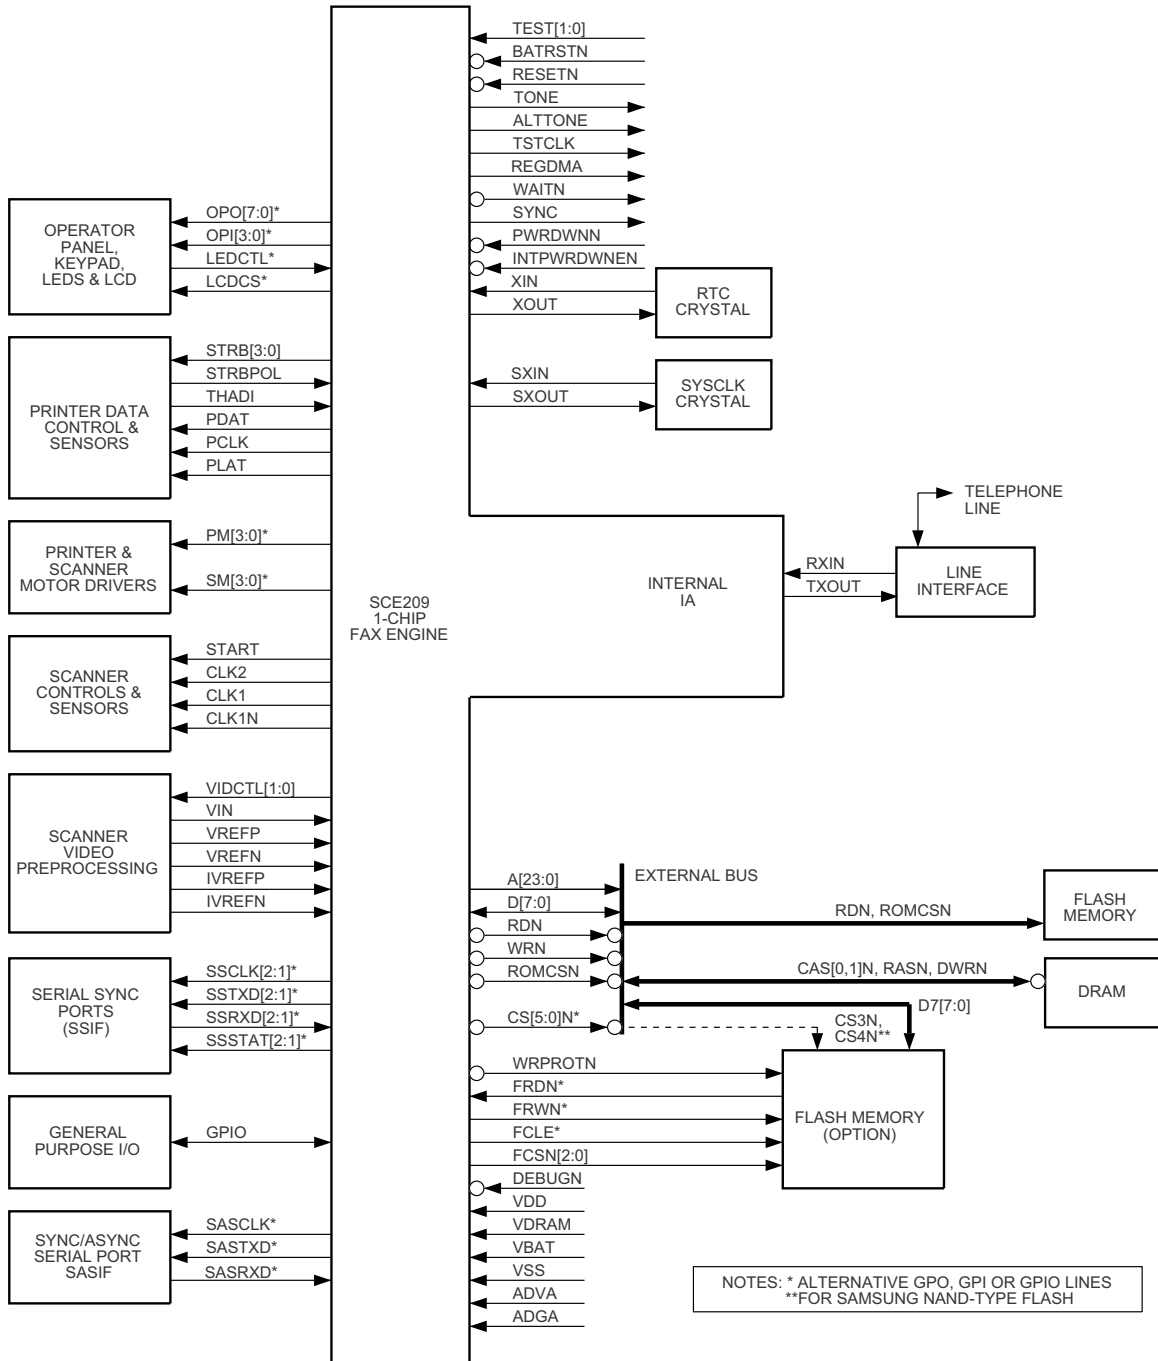 TEST[1:0]
BATRSTN
RESETN
TONE
ALTTONE
TSTCLK
REGDMA
WAITN
SYNC
PWRDWNN
INTPWRDWNEN
XIN
XOUT
RTC
CRYSTAL
SXIN
SXOUT
SYSCLK
CRYSTAL
OPERATOR
PANEL,
KEYPAD,
LEDS & LCD
OPO[7:0]*
OPI[3:0]*
LEDCTL*
LCDCS*
PRINTER DATA
CONTROL &
SENSORS
STRB[3:0]
STRBPOL
THADI
PDAT
PCLK
PLAT
PRINTER &
SCANNER
MOTOR DRIVERS
PM[3:0]*
SM[3:0]*
SCE209
1-CHIP
FAX ENGINE
INTERNAL
IA
RXIN
TXOUT
TELEPHONE
LINE
LINE
INTERFACE
SCANNER
CONTROLS &
SENSORS
START
CLK2
CLK1
CLK1N
SCANNER
VIDEO
PREPROCESSING
VIDCTL[1:0]
VIN
VREFP
VREFN
IVREFP
IVREFN
SERIAL SYNC
PORTS
(SSIF)
SSCLK[2:1]*
SSTXD[2:1]*
SSRXD[2:1]*
SSSTAT[2:1]*
GENERAL
PURPOSE I/O
GPIO
SYNC/ASYNC
SERIAL PORT
SASIF
SASCLK*
SASTXD*
SASRXD*
A[23:0]
D[7:0]
RDN
WRN
ROMCSN
CS[5:0]N*
EXTERNAL BUS
RDN, ROMCSN
FLASH
MEMORY
CAS[0,1]N, RASN, DWRN
DRAM
D7[7:0]
CS3N,
CS4N**
WRPROTN
FRDN*
FRWN*
FCLE*
FCSN[2:0]
FLASH MEMORY
(OPTION)
DEBUGN
VDD
VDRAM
VBAT
VSS
ADVA
ADGA
NOTES: * ALTERNATIVE GPO, GPI OR GPIO LINES
**FOR SAMSUNG NAND-TYPE FLASH